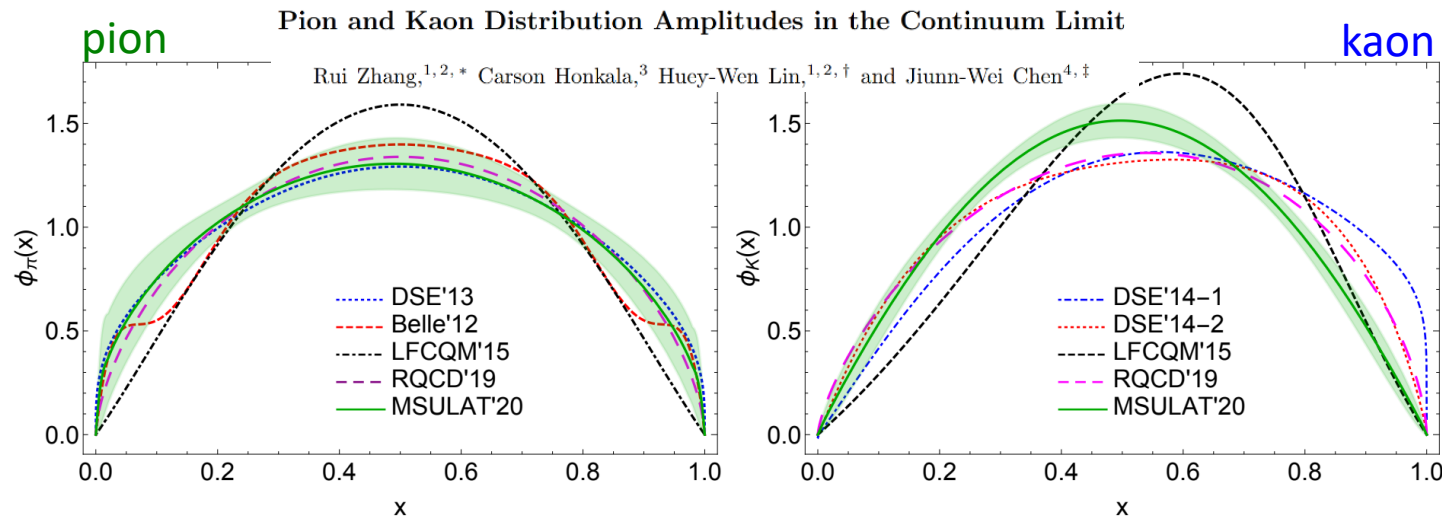 Pion and Kaon Distribution Amplitudes in the Continuum Limit
pion
kaon
Rui Zhang,1, 2, * Carson Honkala,3 Huey-Wen Lin,1, 2, † and Jiunn-Wei Chen4, ‡
ϕπ(x)
1.5
1.0
0.5
0.0
DSE'13
Belle'12
LFCQM'15
RQCD'19
MSULAT'20
0.0 0.2 0.4 0.6 0.8 1.0
x
ϕK(x)
1.5
1.0
0.5
0.0
DSE'14-1
DSE'14-2
LFCQM'15
RQCD'19
MSULAT'20
0.0 0.2 0.4 0.6 0.8 1.0
x